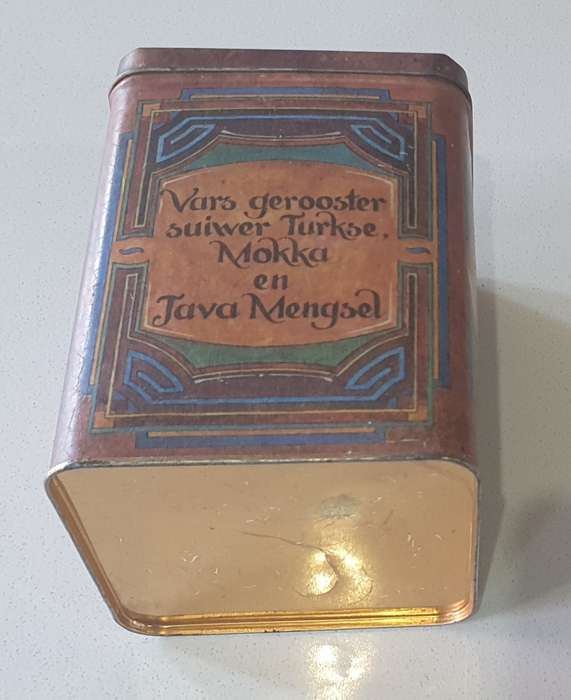 Vars gerooster
suiwer Turkse,
Mokka
en
Java Mengsel